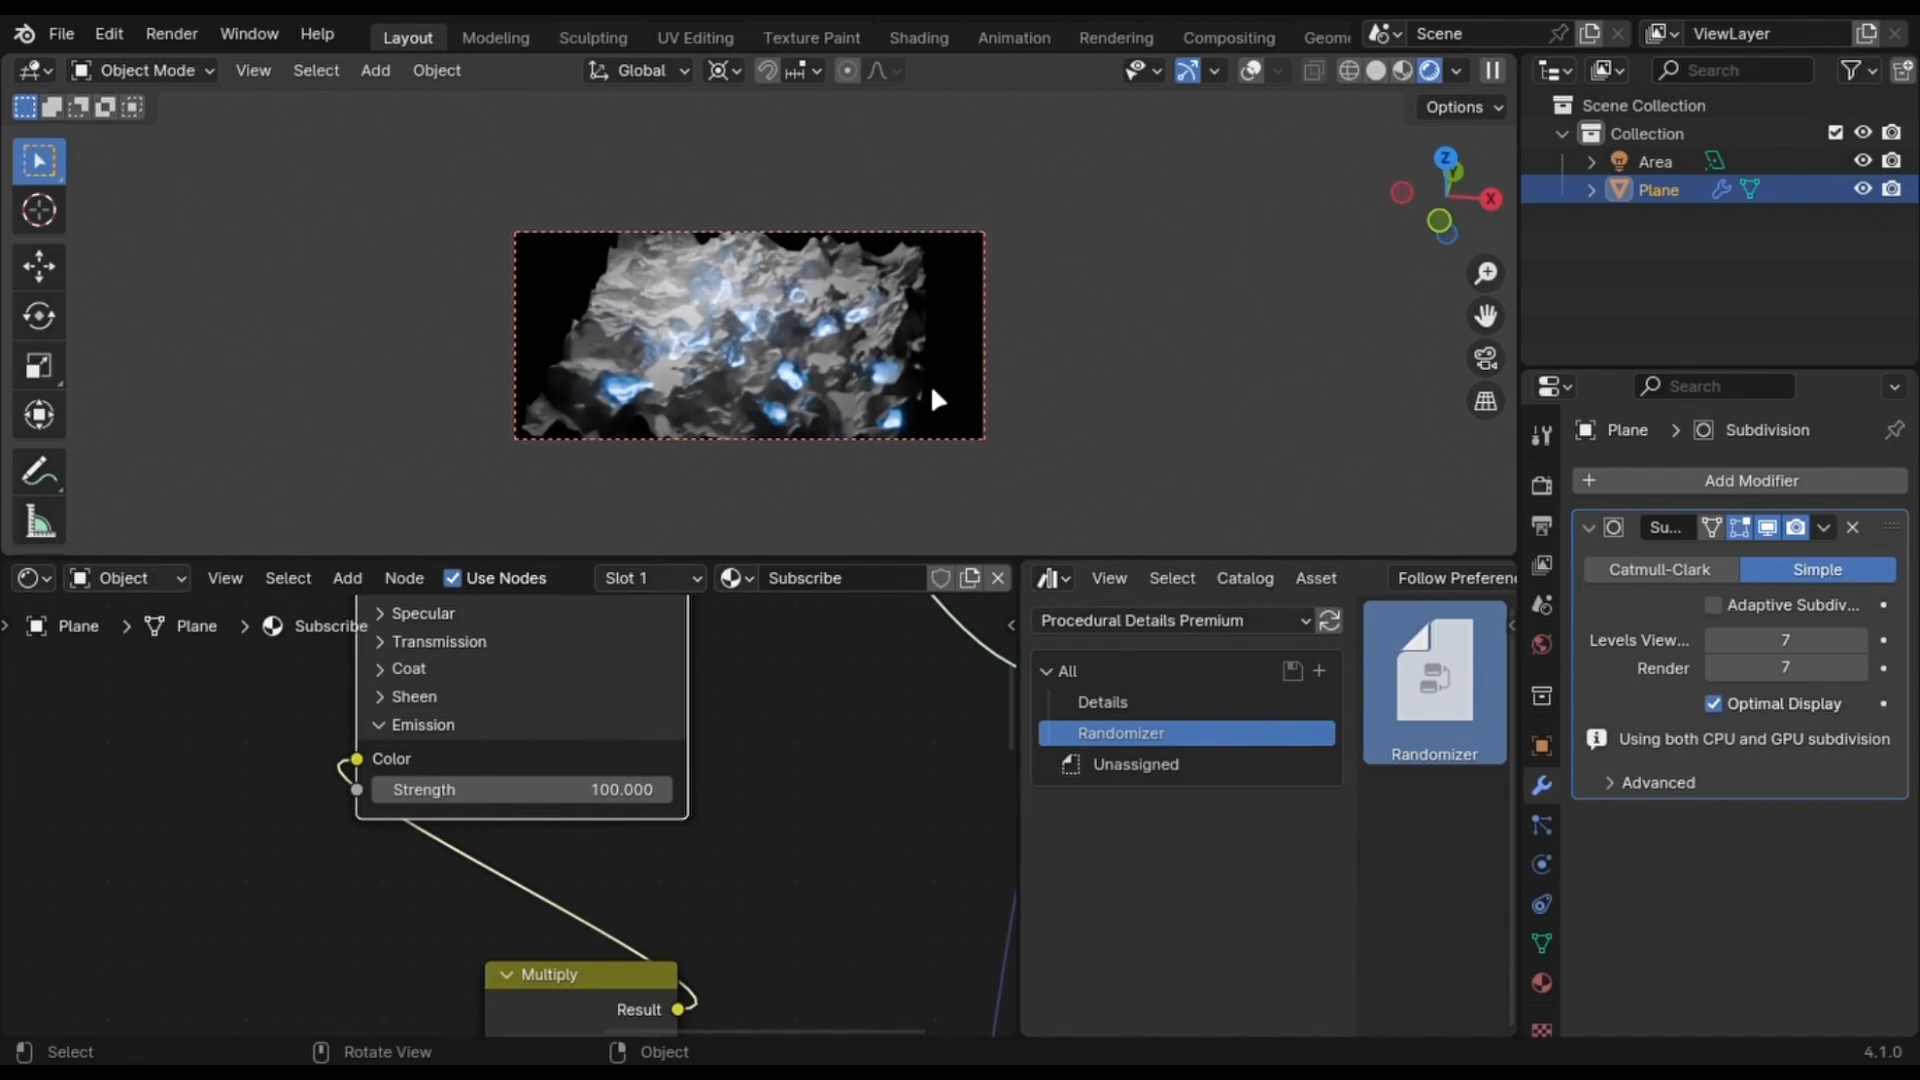 File Edit Render Window Help Layout Modeling Sculpting UV Editing Texture Paint Shading Animation Rendering Compositing Geome Scene ViewLayer
Object Mode View Select Add Object Global Search
Options
Scene Collection
Collection
Area
Plane
Z
Y
X
Search
Plane > Subdivision
Add Modifier
Su...
Catmull-Clark Simple
Adaptive Subdiv...
Levels View... 7
Render 7
Optimal Display
Using both CPU and GPU subdivision
Advanced
Object View Select Add Node Use Nodes Slot 1 Subscribe
Plane > Plane > Subscribe
Specular
Transmission
Coat
Sheen
Emission
Color
Strength 100.000
Multiply
Result
View Select Catalog Asset Follow Preferen
Procedural Details Premium
All
Details
Randomizer
Unassigned
Randomizer
Select Rotate View Object 4.1.0